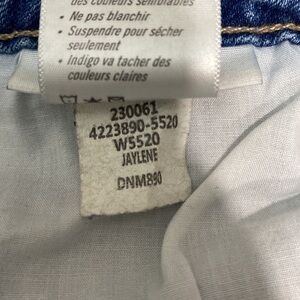 des couleurs semblables
• Ne pas blanchir
• Suspendre pour sécher
seulement
• Indigo va tacher des
couleurs claires
230061
4223890-5520
W5520
JAYLENE
DNM890